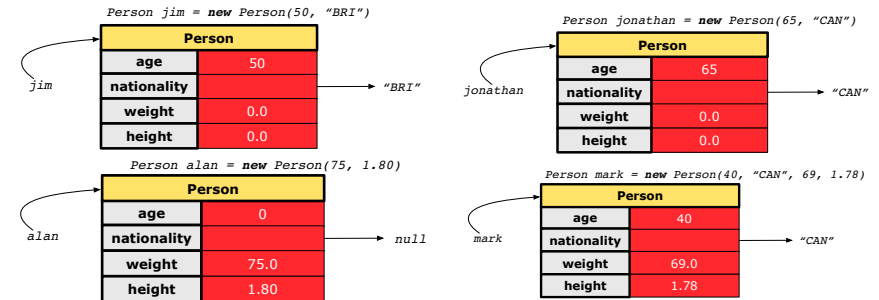 Person jim = new Person(50, “BRI”)
Person
age 50
jim
nationality “BRI”
weight 0.0
height 0.0
Person jonathan = new Person(65, “CAN”)
Person
age 65
jonathan
nationality “CAN”
weight 0.0
height 0.0
Person alan = new Person(75, 1.80)
Person
age 0
alan
nationality null
weight 75.0
height 1.80
Person mark = new Person(40, “CAN”, 69, 1.78)
Person
age 40
mark
nationality “CAN”
weight 69.0
height 1.78